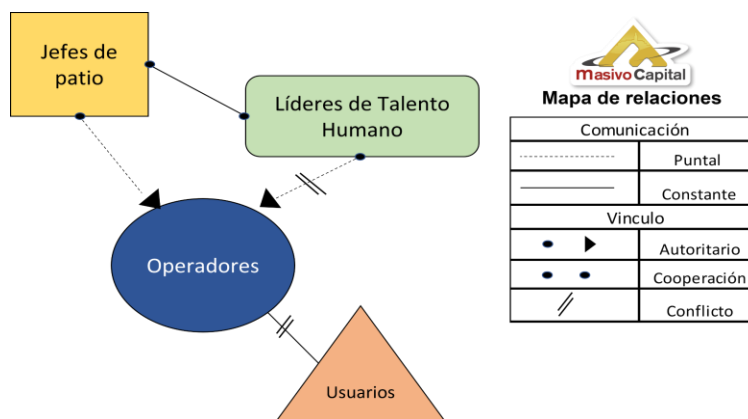 Jefes de
patio
Líderes de Talento
Humano
Operadores
Usuarios
masivo Capital
Mapa de relaciones
Comunicación
Puntal
Constante
Vinculo
Autoritario
Cooperación
Conflicto